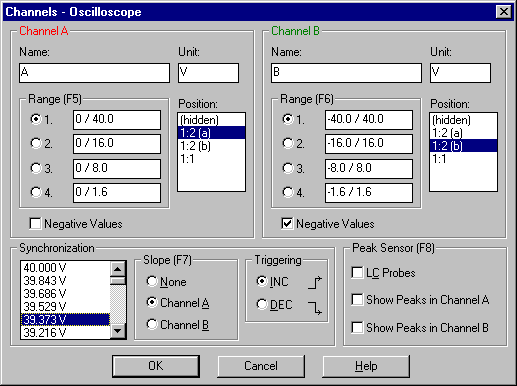 Channels - Oscilloscope
Channel A
Name: Unit:
A V
Range (F5) Position:
1. 0 / 40.0
2. 0 / 16.0
3. 0 / 8.0
4. 0 / 1.6
(hidden)
1:2 (a)
1:2 (b)
1:1
Negative Values
Channel B
Name: Unit:
B V
Range (F6) Position:
1. -40.0 / 40.0
2. -16.0 / 16.0
3. -8.0 / 8.0
4. -1.6 / 1.6
(hidden)
1:2 (a)
1:2 (b)
1:1
Negative Values
Synchronization
40.000 V
39.843 V
39.686 V
39.529 V
39.373 V
39.216 V
Slope (F7)
None
Channel A
Channel B
Triggering
INC
DEC
Peak Sensor (F8)
LC Probes
Show Peaks in Channel A
Show Peaks in Channel B
OK Cancel Help